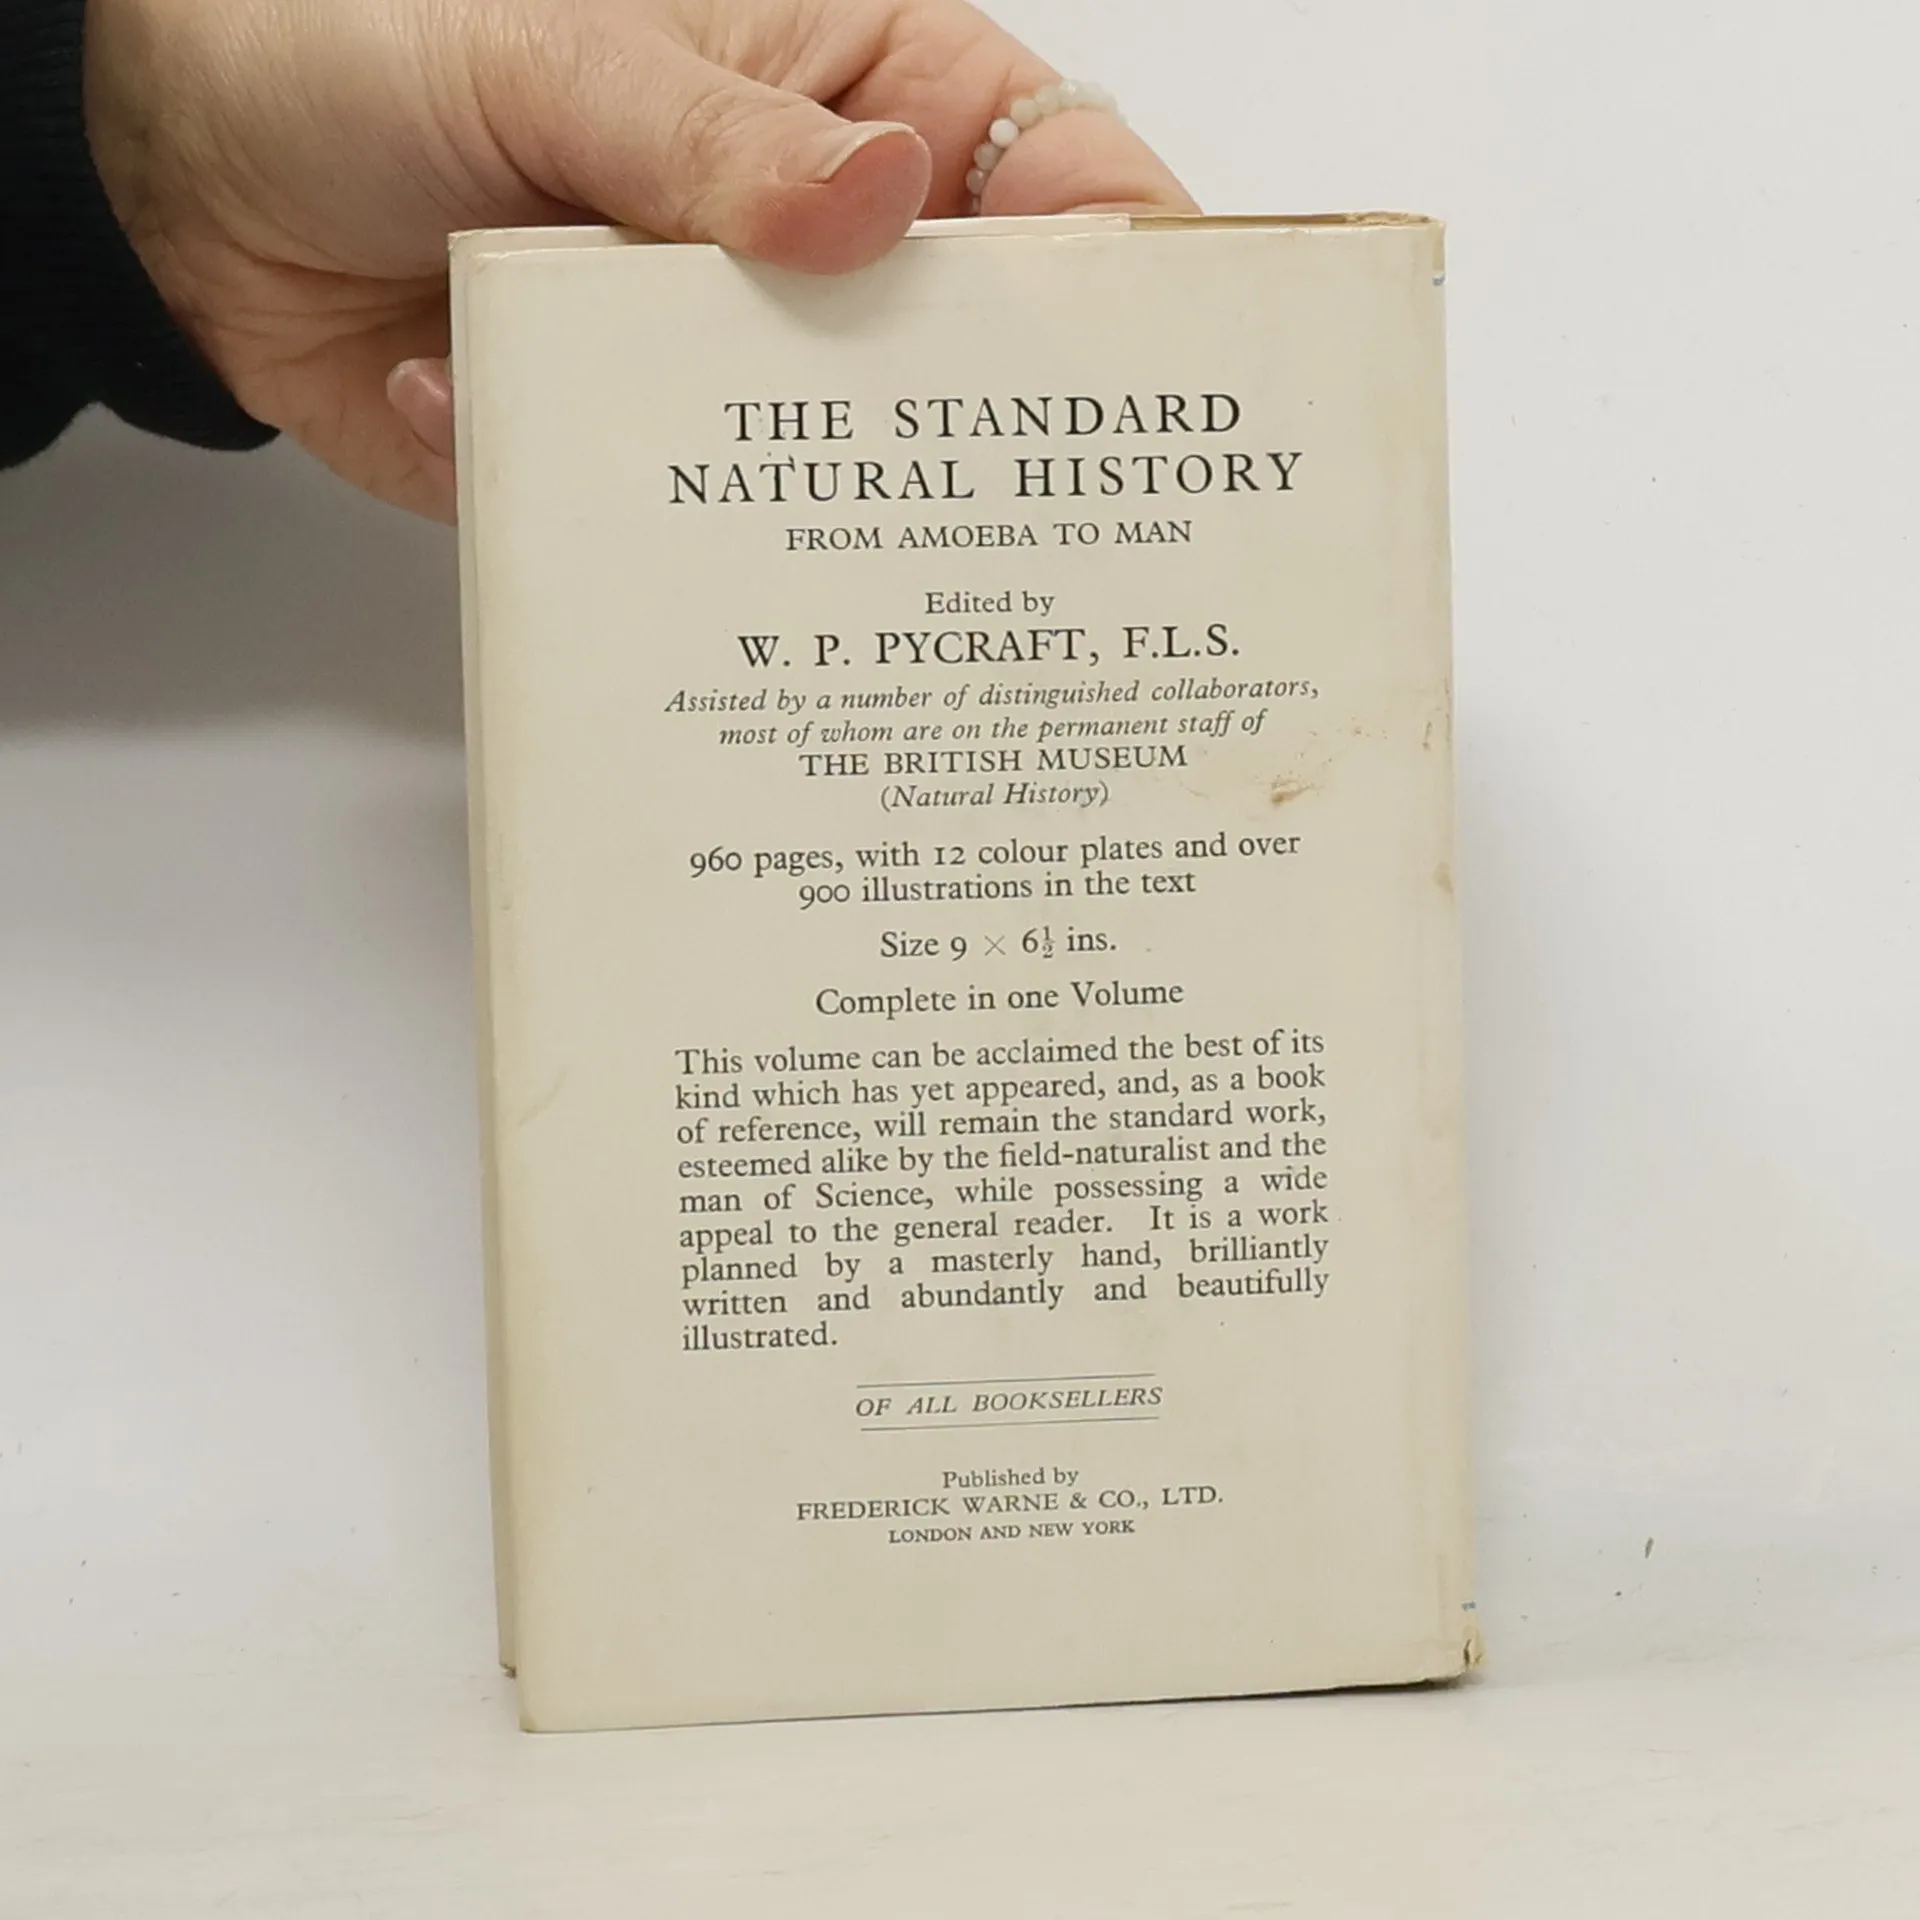 THE STANDARD
NATURAL HISTORY
FROM AMOEBA TO MAN
Edited by
W. P. PYCRAFT, F.L.S.
Assisted by a number of distinguished collaborators,
most of whom are on the permanent staff of
THE BRITISH MUSEUM
(Natural History)
960 pages, with 12 colour plates and over
900 illustrations in the text
Size 9 × 6½ ins.
Complete in one Volume
This volume can be acclaimed the best of its
kind which has yet appeared, and, as a book
of reference, will remain the standard work,
esteemed alike by the field-naturalist and the
man of Science, while possessing a wide
appeal to the general reader. It is a work
planned by a masterly hand, brilliantly
written and abundantly and beautifully
illustrated.
OF ALL BOOKSELLERS
Published by
FREDERICK WARNE & CO., LTD.
LONDON AND NEW YORK